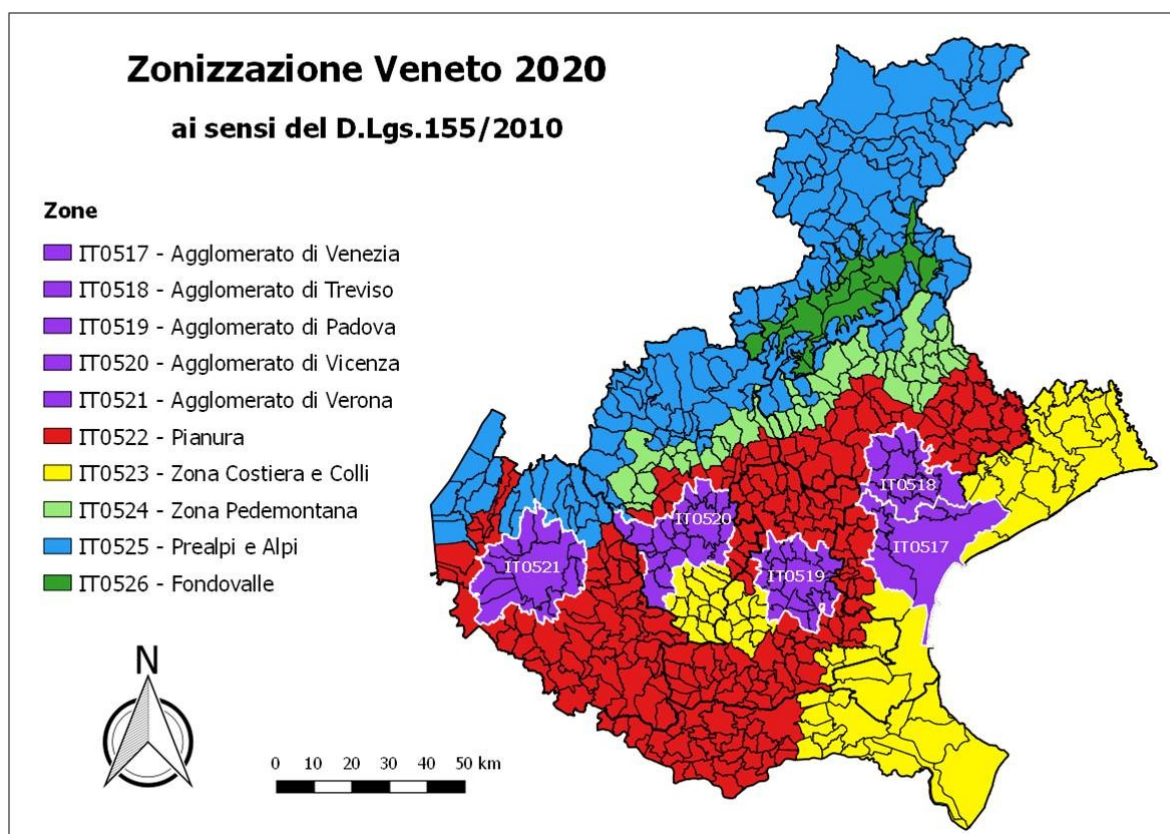 Zonizzazione Veneto 2020
ai sensi del D.Lgs.155/2010
Zone
IT0517 - Agglomerato di Venezia
IT0518 - Agglomerato di Treviso
IT0519 - Agglomerato di Padova
IT0520 - Agglomerato di Vicenza
IT0521 - Agglomerato di Verona
IT0522 - Pianura
IT0523 - Zona Costiera e Colli
IT0524 - Zona Pedemontana
IT0525 - Prealpi e Alpi
IT0526 - Fondovalle
IT0518
IT0520
IT0517
IT0521
IT0519
N
0 10 20 30 40 50 km